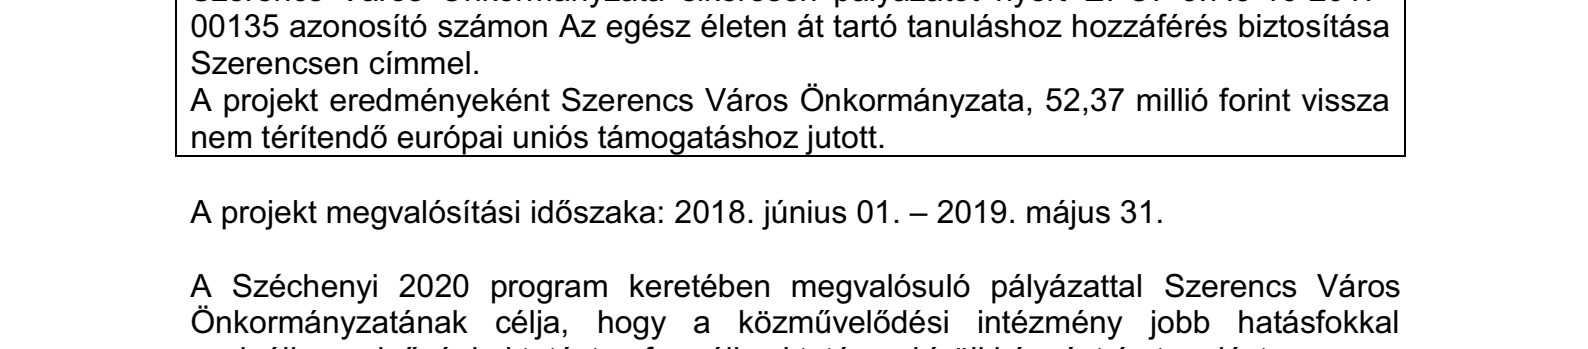 00135 azonosító számon Az egész életen át tartó tanuláshoz hozzáférés biztosítása
Szerencsen címmel.
A projekt eredményeként Szerencs Város Önkormányzata, 52,37 millió forint vissza
nem térítendő európai uniós támogatáshoz jutott.
A projekt megvalósítási időszaka: 2018. június 01. – 2019. május 31.
A Széchenyi 2020 program keretében megvalósuló pályázattal Szerencs Város
Önkormányzatának célja, hogy a közművelődési intézmény jobb hatásfokkal